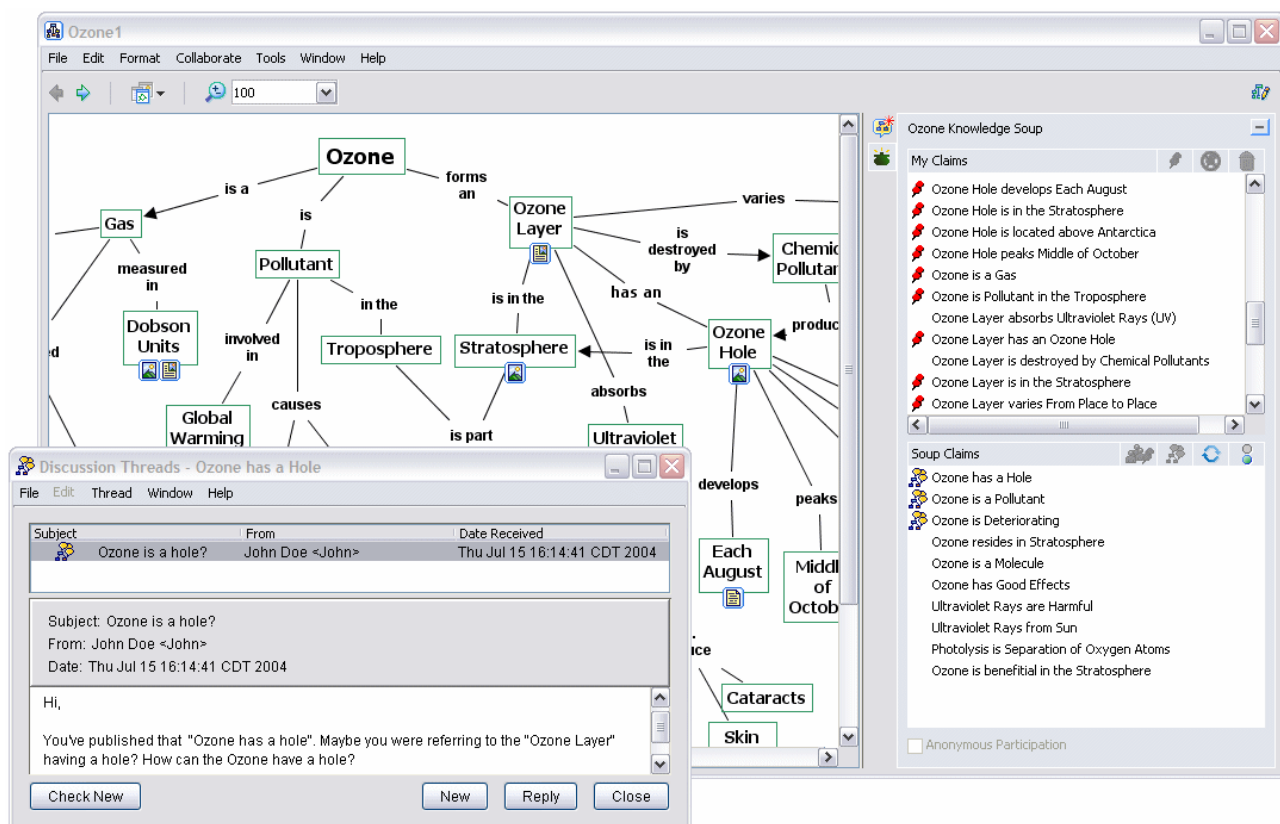 Ozone1
File Edit Format Collaborate Tools Window Help
100
Ozone
is a
forms
an
varies
Gas
is
Ozone
Layer
is
destroyed
by
Chemic
Pollutan
measured
in
Pollutant
in the
is in the
has an
Dobson
Units
involved
in
Troposphere
Stratosphere
is in
the
Ozone
Hole
produc
ed
causes
absorbs
Global
Warming
is part
Ultraviolet
develops
peaks
Each
August
Middl
of
Octob
uce
Cataracts
Skin
Ozone Knowledge Soup
My Claims
Ozone Hole develops Each August
Ozone Hole is in the Stratosphere
Ozone Hole is located above Antarctica
Ozone Hole peaks Middle of October
Ozone is a Gas
Ozone is Pollutant in the Troposphere
Ozone Layer absorbs Ultraviolet Rays (UV)
Ozone Layer has an Ozone Hole
Ozone Layer is destroyed by Chemical Pollutants
Ozone Layer is in the Stratosphere
Ozone Layer varies From Place to Place
Soup Claims
Ozone has a Hole
Ozone is a Pollutant
Ozone is Deteriorating
Ozone resides in Stratosphere
Ozone is a Molecule
Ozone has Good Effects
Ultraviolet Rays are Harmful
Ultraviolet Rays from Sun
Photolysis is Separation of Oxygen Atoms
Ozone is benefitial in the Stratosphere
Anonymous Participation
Discussion Threads - Ozone has a Hole
File Edit Thread Window Help
Subject From Date Received
Ozone is a hole? John Doe <John> Thu Jul 15 16:14:41 CDT 2004
Subject: Ozone is a hole?
From: John Doe <John>
Date: Thu Jul 15 16:14:41 CDT 2004
Hi,
You've published that "Ozone has a hole". Maybe you were referring to the "Ozone Layer"
having a hole? How can the Ozone have a hole?
Check New New Reply Close